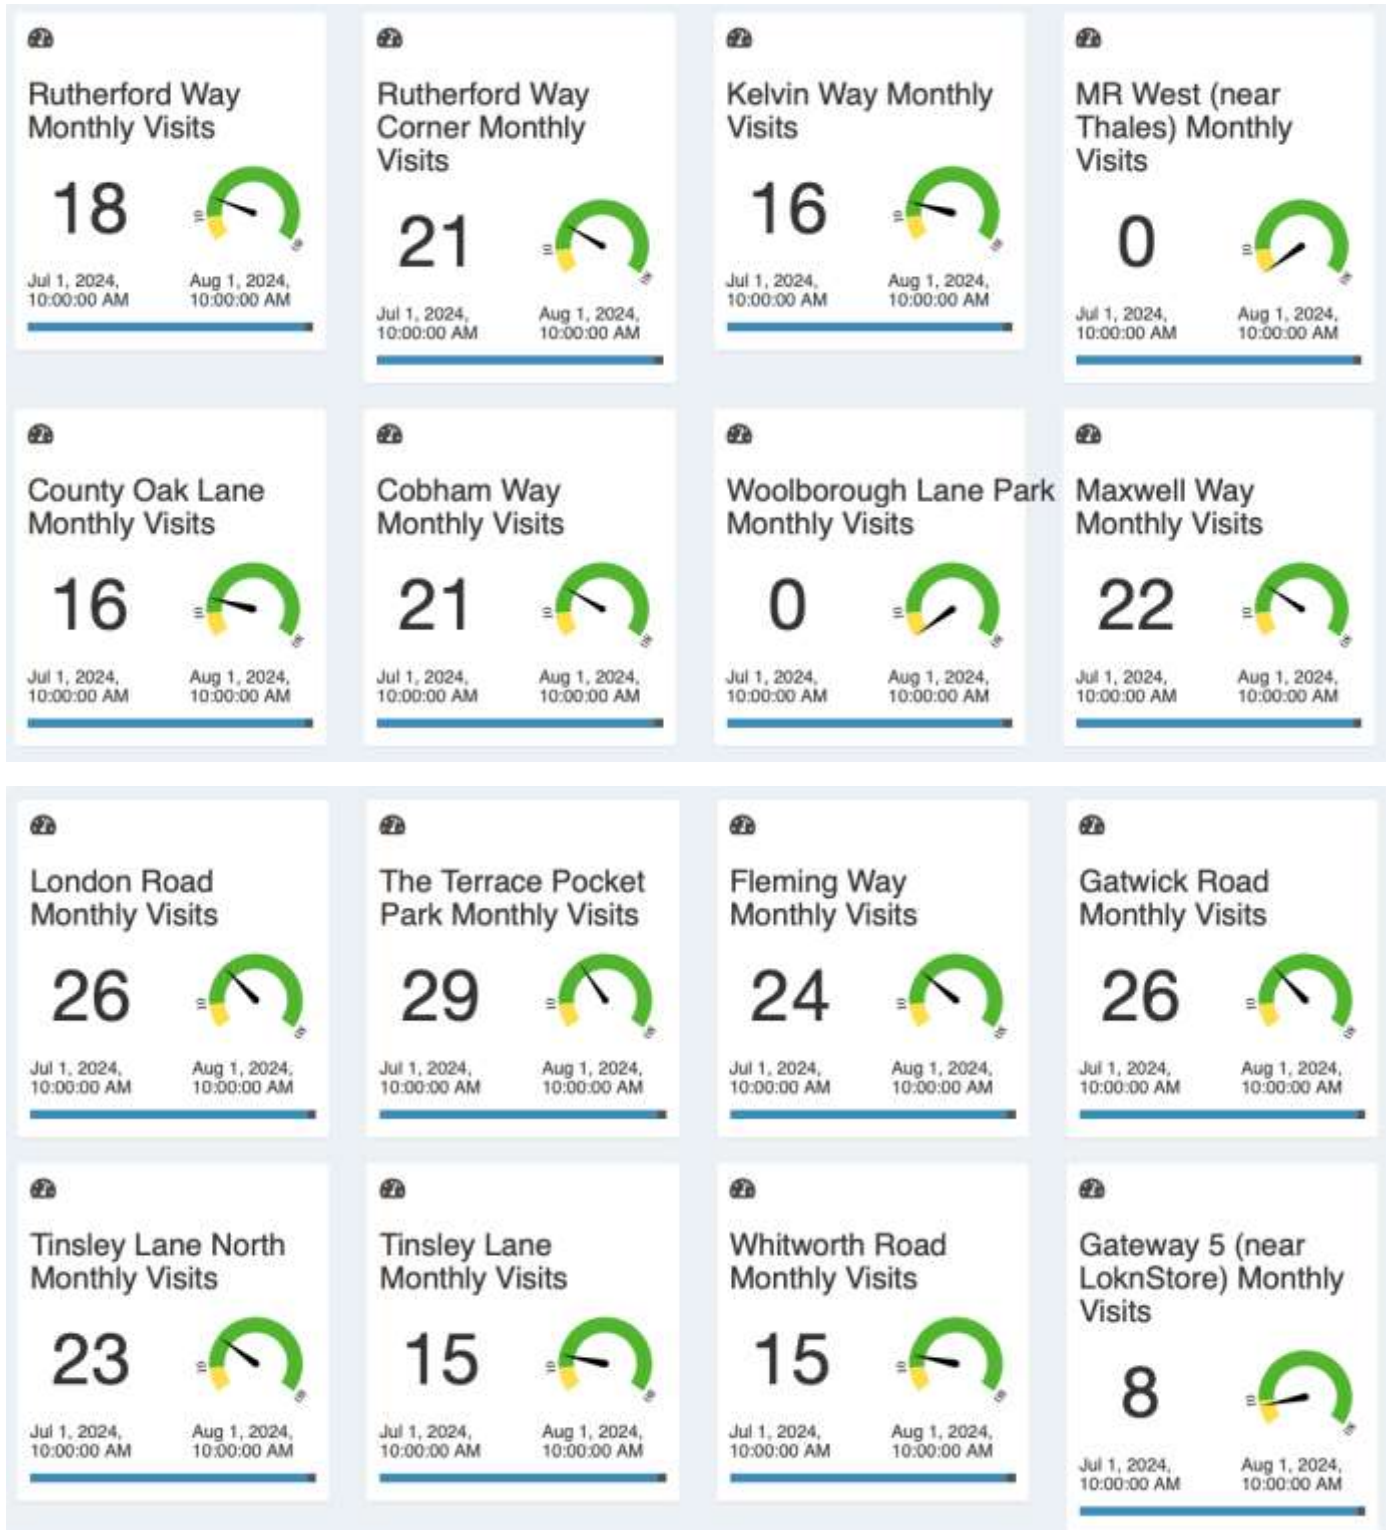 Rutherford Way
Monthly Visits
18
10
Jul 1, 2024,
10:00:00 AM
Aug 1, 2024,
10:00:00 AM
Rutherford Way
Corner Monthly
Visits
21
10
Jul 1, 2024,
10:00:00 AM
Aug 1, 2024,
10:00:00 AM
Kelvin Way Monthly
Visits
16
10
Jul 1, 2024,
10:00:00 AM
Aug 1, 2024,
10:00:00 AM
MR West (near
Thales) Monthly
Visits
0
10
Jul 1, 2024,
10:00:00 AM
Aug 1, 2024,
10:00:00 AM
County Oak Lane
Monthly Visits
16
10
Jul 1, 2024,
10:00:00 AM
Aug 1, 2024,
10:00:00 AM
Cobham Way
Monthly Visits
21
10
Jul 1, 2024,
10:00:00 AM
Aug 1, 2024,
10:00:00 AM
Woolborough Lane Park
Monthly Visits
0
10
Jul 1, 2024,
10:00:00 AM
Aug 1, 2024,
10:00:00 AM
Maxwell Way
Monthly Visits
22
10
Jul 1, 2024,
10:00:00 AM
Aug 1, 2024,
10:00:00 AM
London Road
Monthly Visits
26
10
Jul 1, 2024,
10:00:00 AM
Aug 1, 2024,
10:00:00 AM
The Terrace Pocket
Park Monthly Visits
29
10
Jul 1, 2024,
10:00:00 AM
Aug 1, 2024,
10:00:00 AM
Fleming Way
Monthly Visits
24
10
Jul 1, 2024,
10:00:00 AM
Aug 1, 2024,
10:00:00 AM
Gatwick Road
Monthly Visits
26
10
Jul 1, 2024,
10:00:00 AM
Aug 1, 2024,
10:00:00 AM
Tinsley Lane North
Monthly Visits
23
10
Jul 1, 2024,
10:00:00 AM
Aug 1, 2024,
10:00:00 AM
Tinsley Lane
Monthly Visits
15
10
Jul 1, 2024,
10:00:00 AM
Aug 1, 2024,
10:00:00 AM
Whitworth Road
Monthly Visits
15
10
Jul 1, 2024,
10:00:00 AM
Aug 1, 2024,
10:00:00 AM
Gateway 5 (near
LoknStore) Monthly
Visits
8
10
Jul 1, 2024,
10:00:00 AM
Aug 1, 2024,
10:00:00 AM